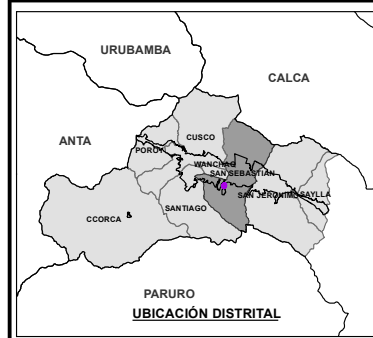 URUBAMBA
CALCA
ANTA
CUSCO
POROY
WANCHAQ
SAN SEBASTIAN
SAN JERONIMO
SAYLLA
SANTIAGO
CCORCA
PARURO
UBICACIÓN DISTRITAL